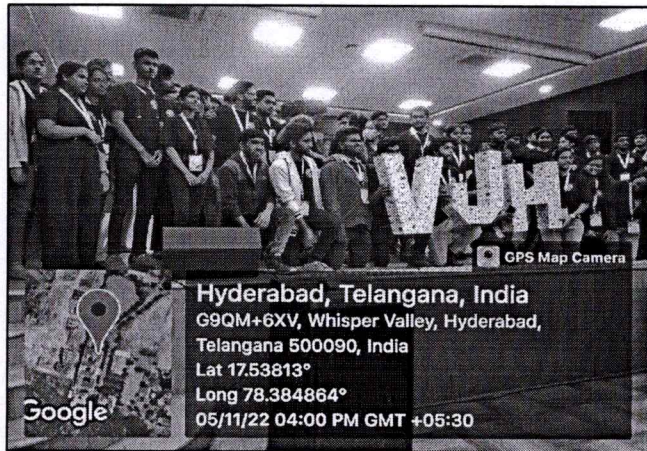 VJH
GPS Map Camera
Hyderabad, Telangana, India
G9QM+6XV, Whisper Valley, Hyderabad,
Telangana 500090, India
Lat 17.53813°
Long 78.384864°
05/11/22 04:00 PM GMT +05:30
Google